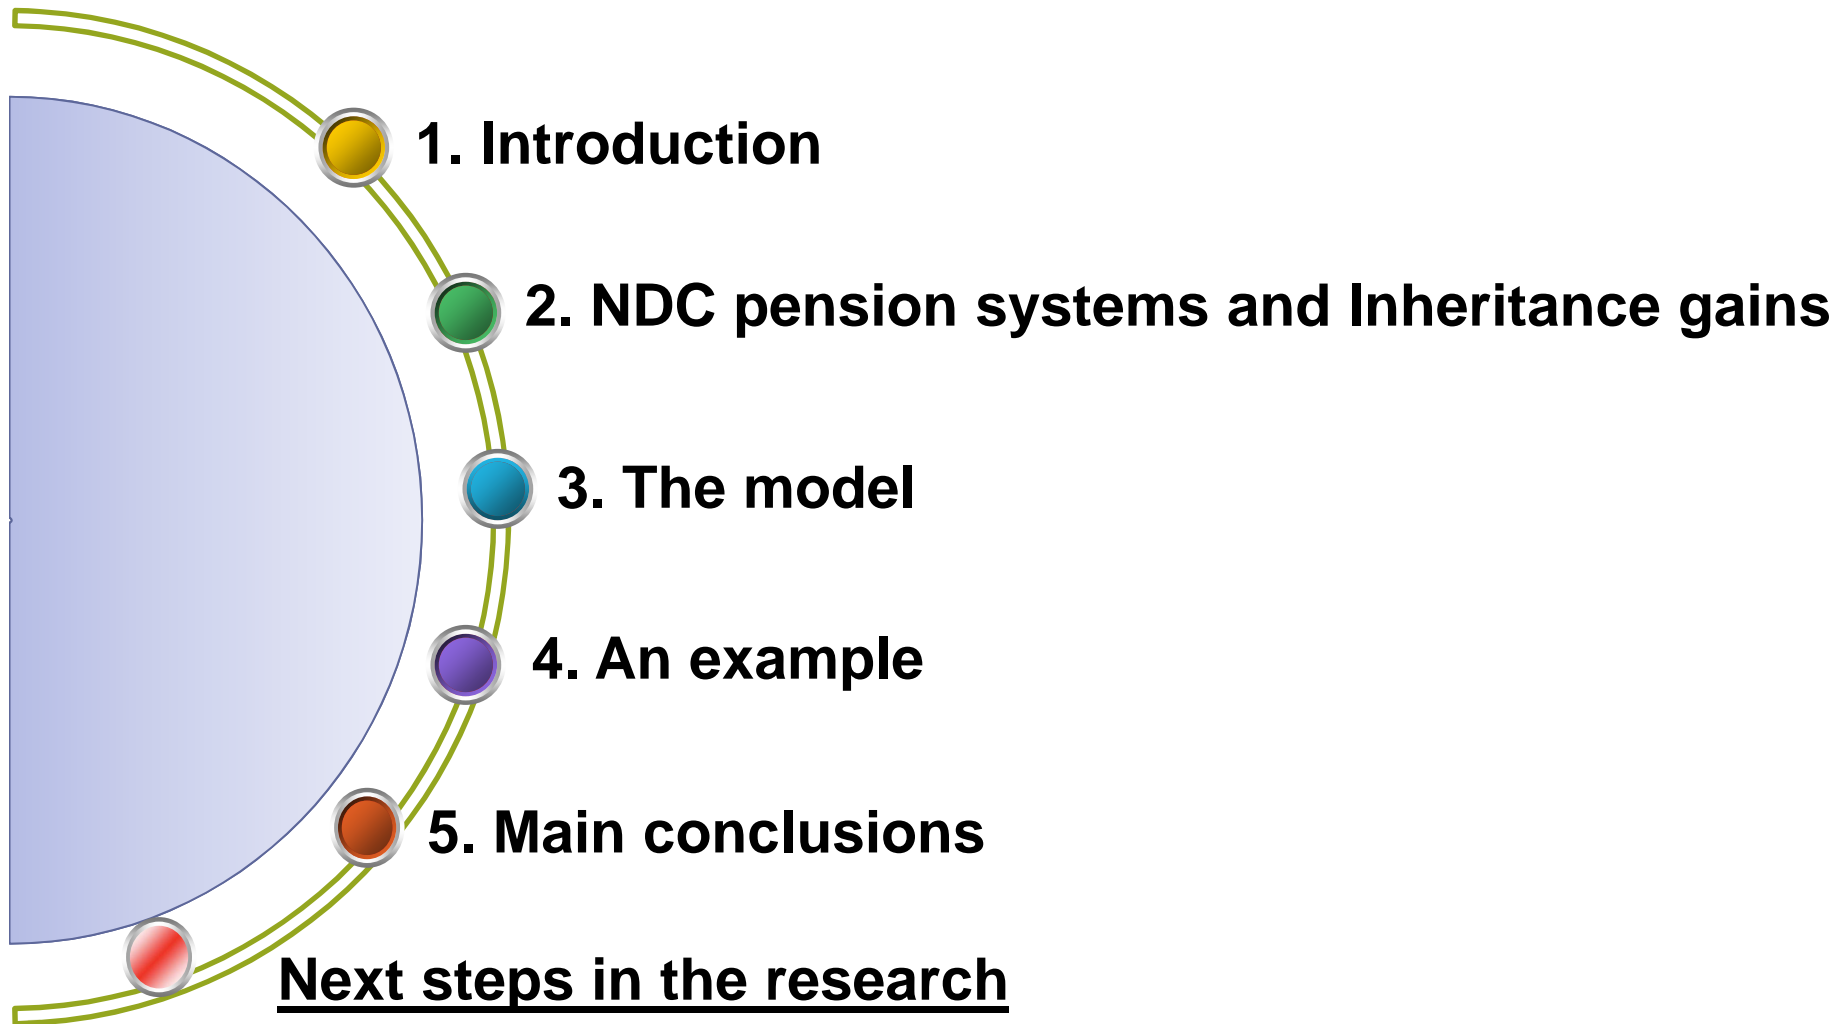 1. Introduction
2. NDC pension systems and Inheritance gains
3. The model
4. An example
5. Main conclusions
Next steps in the research